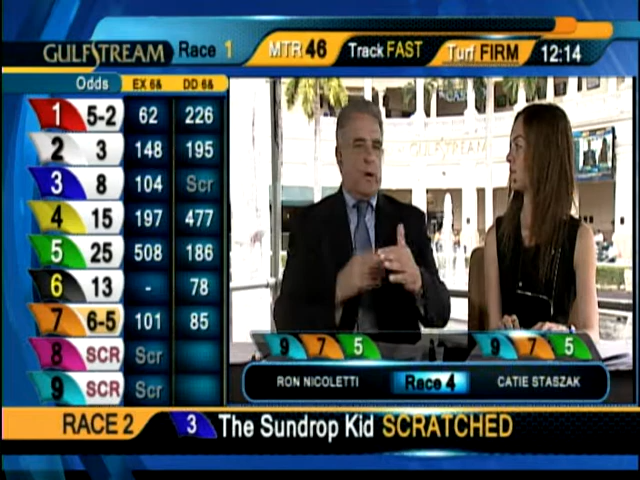 GULFSTREAM Race 1 MTR 46 Track FAST Turf FIRM 12:14
Odds EX 6& DD 6&
1 5-2 62 226
2 3 148 195
3 8 104 Scr
4 15 197 477
5 25 508 186
6 13 - 78
7 6-5 101 85
8 SCR Scr
9 SCR Scr
GULFSTREAM
9 7 5 9 7 5
RON NICOLETTI Race 4 CATIE STASZAK
RACE 2 3 The Sundrop Kid SCRATCHED